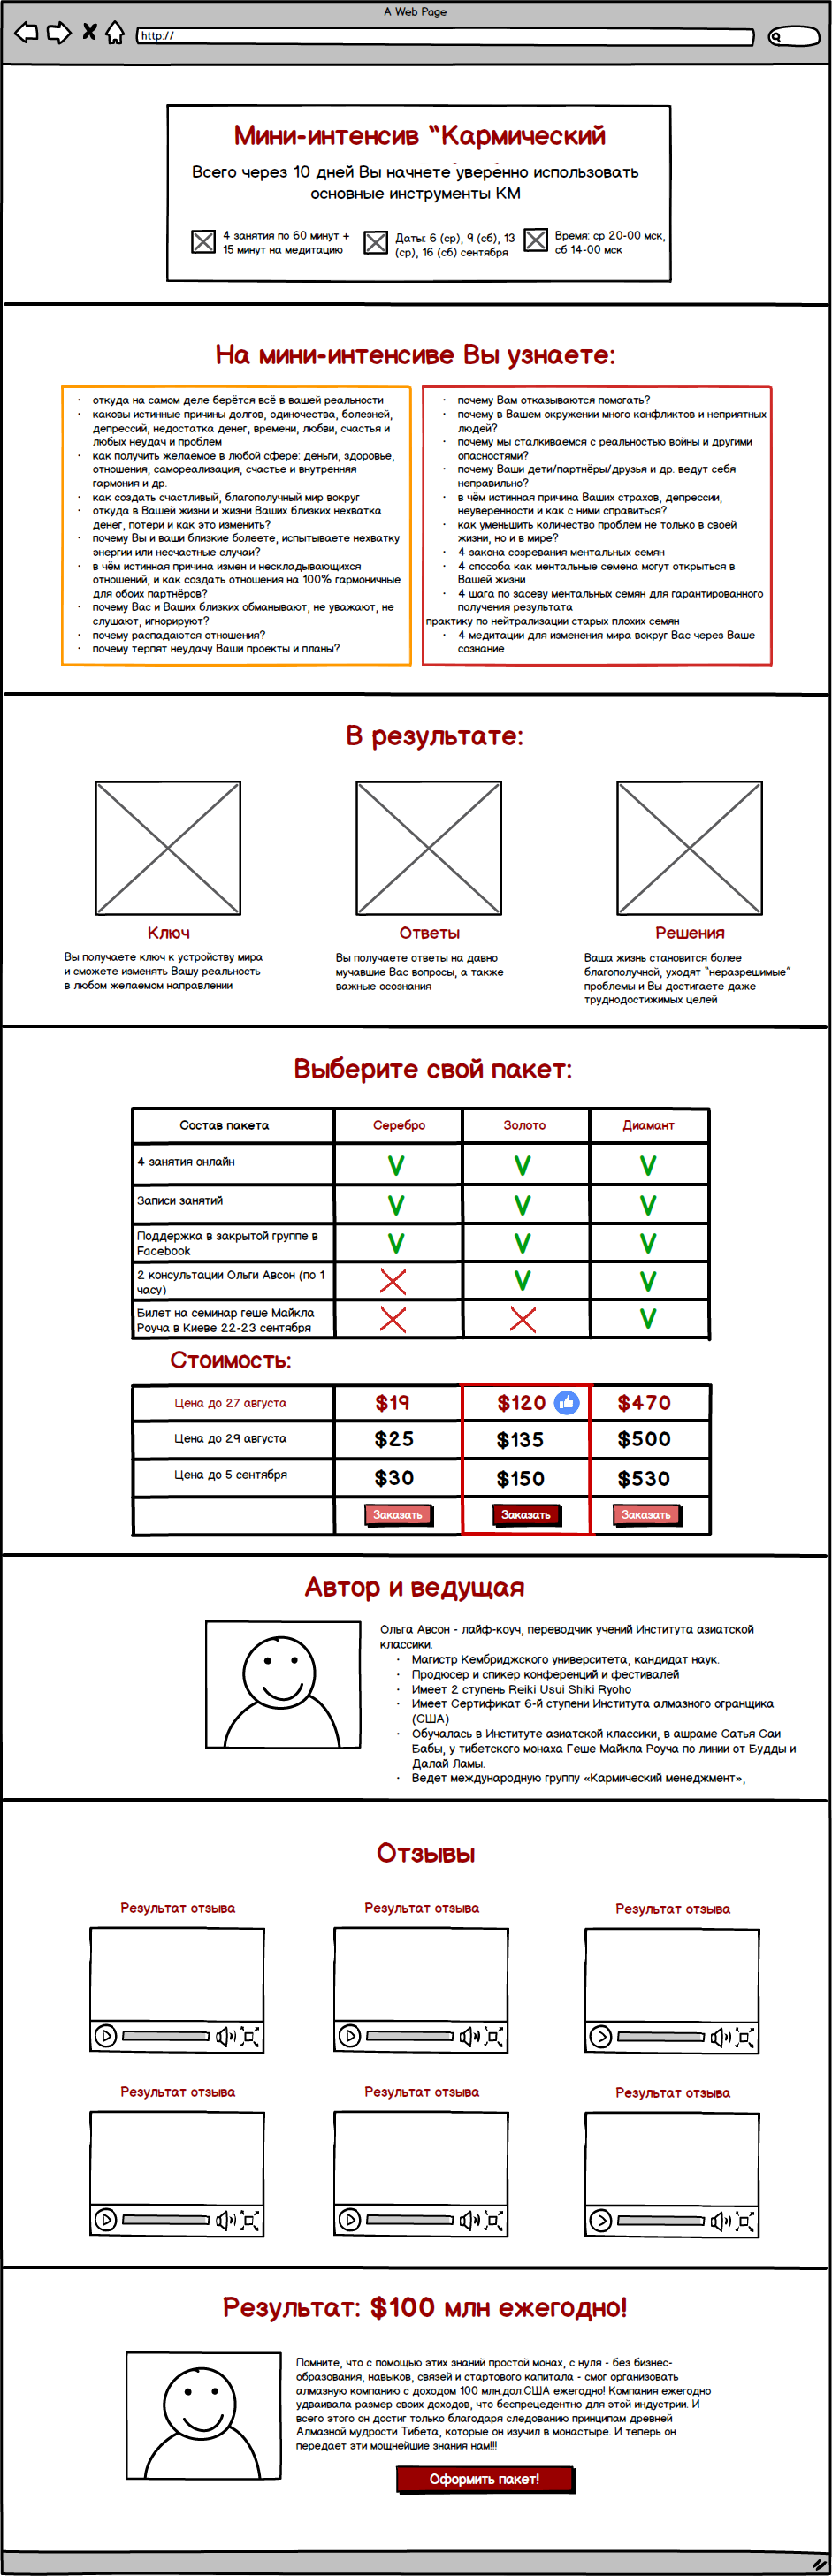 A Web Page
http://
Мини-интенсив "Кармический
Всего через 10 дней Вы начнете уверенно использовать
основные инструменты КМ
4 занятия по 60 минут +
15 минут на медитацию
Даты: 6 (ср), 9 (сб), 13
(ср), 16 (сб) сентября
Время: ср 20-00 мск,
сб 14-00 мск
На мини-интенсиве Вы узнаете:
· откуда на самом деле берётся всё в вашей реальности
· каковы истинные причины долгов, одиночества, болезней,
депрессий, недостатка денег, времени, любви, счастья и
любых неудач и проблем
· как получить желаемое в любой сфере: деньги, здоровье,
отношения, самореализация, счастье и внутренняя
гармония и др.
· как создать счастливый, благополучный мир вокруг
· откуда в Вашей жизни и жизни Ваших близких нехватка
денег, потери и как это изменить?
· почему Вы и ваши близкие болеете, испытываете нехватку
энергии или несчастные случаи?
· в чём истинная причина измен и нескладывающихся
отношений, и как создать отношения на 100% гармоничные
для обоих партнёров?
· почему Вас и Ваших близких обманывают, не уважают, не
слушают, игнорируют?
· почему распадаются отношения?
· почему терпят неудачу Ваши проекты и планы?
· почему Вам отказываются помогать?
· почему в Вашем окружении много конфликтов и неприятных
людей?
· почему мы сталкиваемся с реальностью войны и другими
опасностями?
· почему Ваши дети/партнёры/друзья и др. ведут себя
неправильно?
· в чём истинная причина Ваших страхов, депрессии,
неуверенности и как с ними справиться?
· как уменьшить количество проблем не только в своей
жизни, но и в мире?
· 4 закона созревания ментальных семян
· 4 способа как ментальные семена могут открыться в
Вашей жизни
· 4 шага по засеву ментальных семян для гарантированного
получения результата
практику по нейтрализации старых плохих семян
· 4 медитации для изменения мира вокруг Вас через Ваше
сознание
В результате:
Ключ
Вы получаете ключ к устройству мира
и сможете изменять Вашу реальность
в любом желаемом направлении
Ответы
Вы получаете ответы на давно
мучавшие Вас вопросы, а также
важные осознания
Решения
Ваша жизнь становится более
благополучной, уходят "неразрешимые"
проблемы и Вы достигаете даже
труднодостижимых целей
Выберите свой пакет:
Состав пакета Серебро Золото Диамант
4 занятия онлайн V V V
Записи занятий V V V
Поддержка в закрытой группе в
Facebook V V V
2 консультации Ольги Авсон (по 1
часу) V V
Билет на семинар геше Майкла
Роуча в Киеве 22-23 сентября V
Стоимость:
Цена до 27 августа $19 $120 $470
Цена до 29 августа $25 $135 $500
Цена до 5 сентября $30 $150 $530
Заказать Заказать Заказать
Автор и ведущая
Ольга Авсон - лайф-коуч, переводчик учений Института азиатской
классики.
· Магистр Кембриджского университета, кандидат наук.
· Продюсер и спикер конференций и фестивалей
· Имеет 2 ступень Reiki Usui Shiki Ryoho
· Имеет Сертификат 6-й ступени Института алмазного огранщика
(США)
· Обучалась в Институте азиатской классики, в ашраме Сатья Саи
Бабы, у тибетского монаха Геше Майкла Роуча по линии от Будды и
Далай Ламы.
· Ведет международную группу «Кармический менеджмент»,
Отзывы
Результат отзыва Результат отзыва Результат отзыва
Результат отзыва Результат отзыва Результат отзыва
Результат: $100 млн ежегодно!
Помните, что с помощью этих знаний простой монах, с нуля - без бизнес-
образования, навыков, связей и стартового капитала - смог организовать
алмазную компанию с доходом 100 млн.дол.США ежегодно! Компания ежегодно
удваивала размер своих доходов, что беспрецедентно для этой индустрии. И
всего этого он достиг только благодаря следованию принципам древней
Алмазной мудрости Тибета, которые он изучил в монастыре. И теперь он
передает эти мощнейшие знания нам!!!
Оформить пакет!